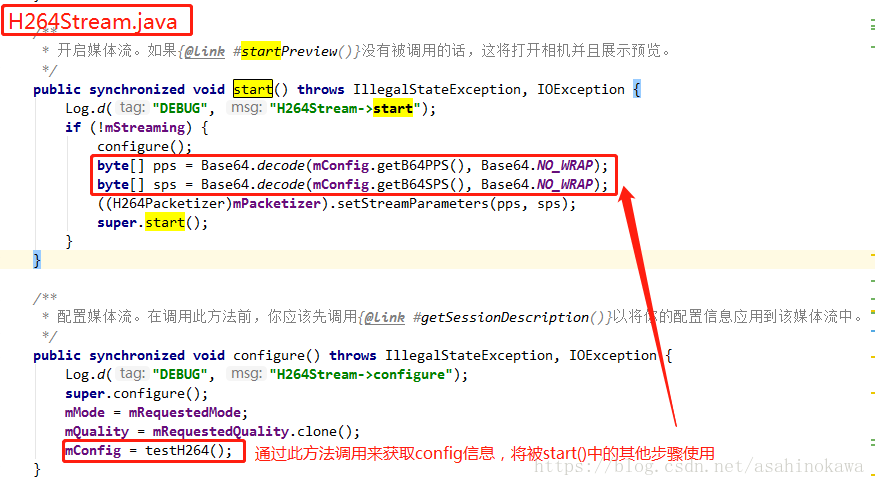 H264Stream.java
/**
* 开启媒体流。如果{@link #startPreview()}没有被调用的话，这将打开相机并且展示预览。
*/
public synchronized void start() throws IllegalStateException, IOException {
Log.d( tag: "DEBUG", msg: "H264Stream->start");
if (!mStreaming) {
configure();
byte[] pps = Base64.decode(mConfig.getB64PPS(), Base64.NO_WRAP);
byte[] sps = Base64.decode(mConfig.getB64SPS(), Base64.NO_WRAP);
((H264Packetizer)mPacketizer).setStreamParameters(pps, sps);
super.start();
}
}
/**
* 配置媒体流。在调用此方法前，你应该先调用{@link #getSessionDescription()}以将你的配置信息应用到该媒体流中。
*/
public synchronized void configure() throws IllegalStateException, IOException {
Log.d( tag: "DEBUG", msg: "H264Stream->configure");
super.configure();
mMode = mRequestedMode;
mQuality = mRequestedQuality.clone();
mConfig = testH264(); 通过此方法调用来获取config信息，将被start()中的其他步骤使用
}
https://blog.csdn.net/asahinokawa